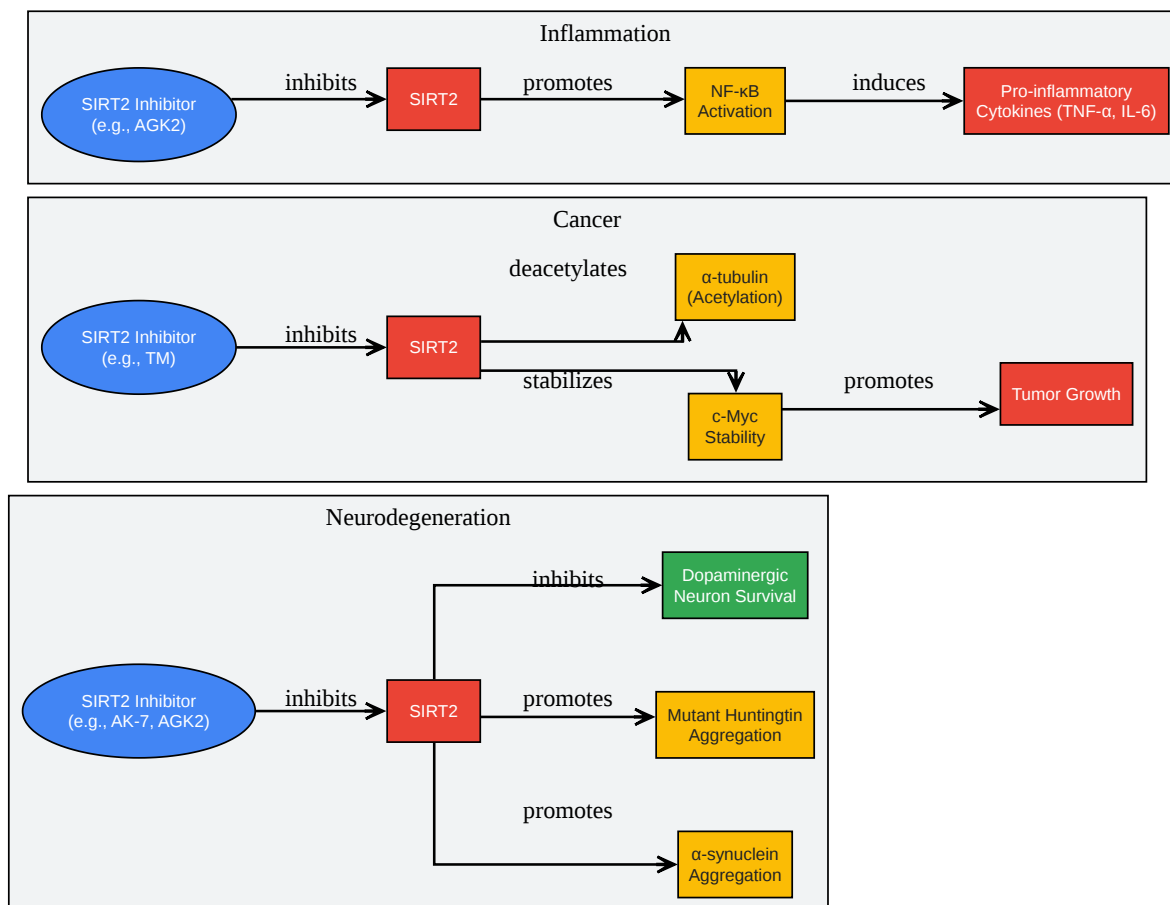 Inflammation
SIRT2 Inhibitor
(e.g., AGK2)
inhibits
SIRT2
promotes
NF-κB
Activation
induces
Pro-inflammatory
Cytokines (TNF-α, IL-6)
Cancer
SIRT2 Inhibitor
(e.g., TM)
inhibits
SIRT2
deacetylates
α-tubulin
(Acetylation)
stabilizes
c-Myc
Stability
promotes
Tumor Growth
Neurodegeneration
SIRT2 Inhibitor
(e.g., AK-7, AGK2)
inhibits
SIRT2
inhibits
Dopaminergic
Neuron Survival
promotes
Mutant Huntingtin
Aggregation
promotes
α-synuclein
Aggregation